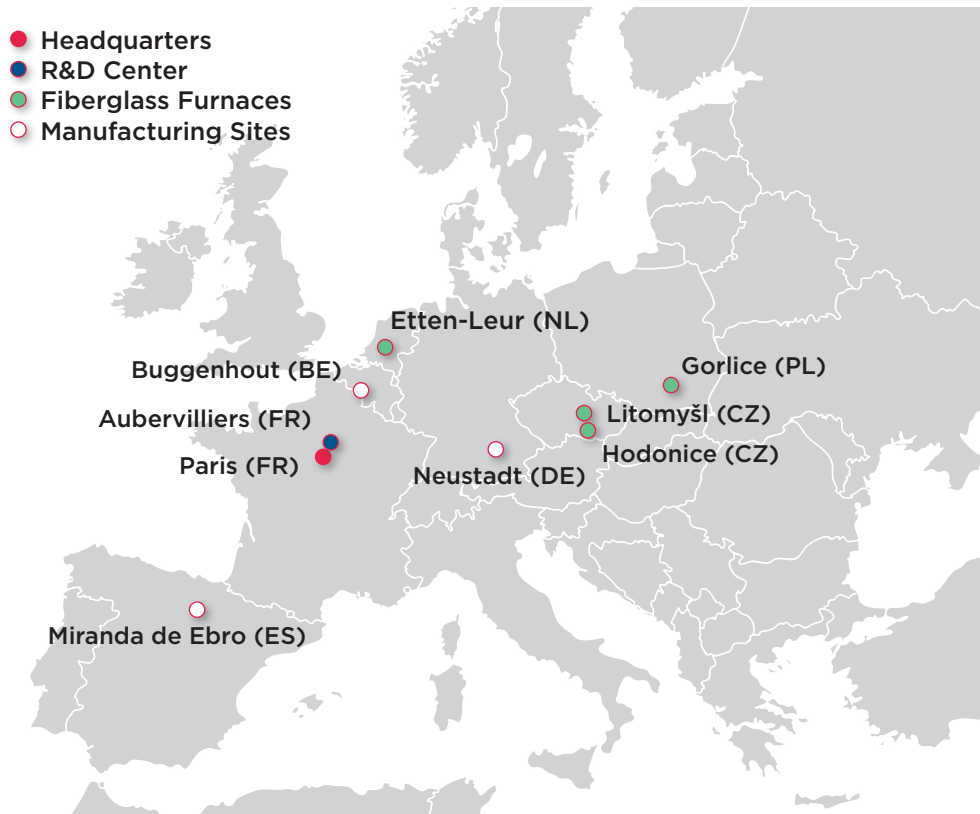 Headquarters
R&D Center
Fiberglass Furnaces
Manufacturing Sites
Etten-Leur (NL)
Buggenhout (BE)
Gorlice (PL)
Aubervilliers (FR)
Litomyšl (CZ)
Paris (FR)
Hodonice (CZ)
Neustadt (DE)
Miranda de Ebro (ES)